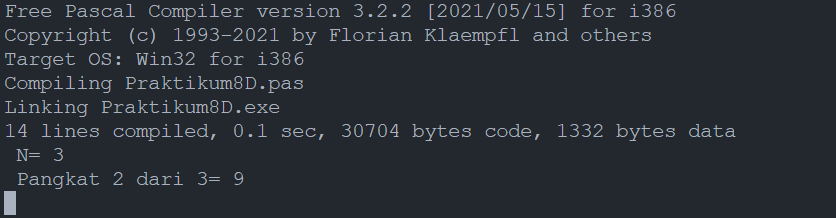 Free Pascal Compiler version 3.2.2 [2021/05/15] for i386
Copyright (c) 1993-2021 by Florian Klaempfl and others
Target OS: Win32 for i386
Compiling Praktikum8D.pas
Linking Praktikum8D.exe
14 lines compiled, 0.1 sec, 30704 bytes code, 1332 bytes data
 N= 3
 Pangkat 2 dari 3= 9